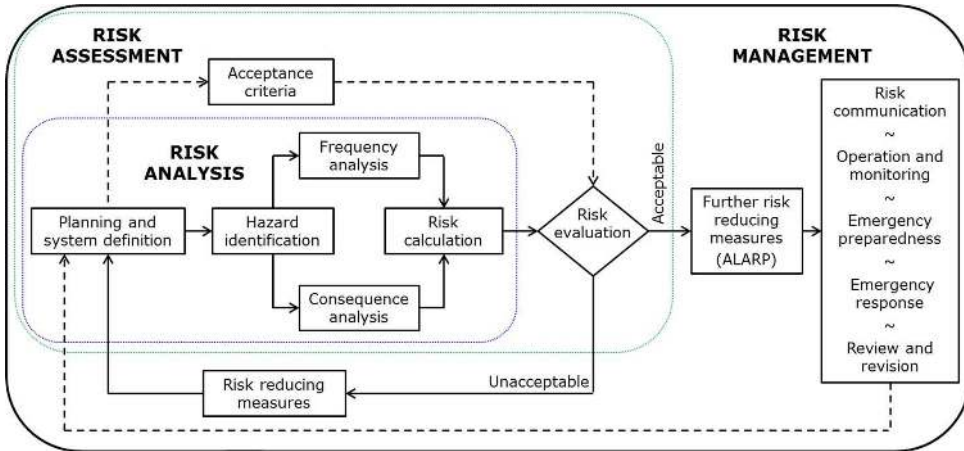 RISK
ASSESSMENT
RISK
MANAGEMENT
Acceptance
criteria
Risk
communication
~
Operation and
monitoring
~
Emergency
preparedness
~
Emergency
response
~
Review and
revision
RISK
ANALYSIS
Frequency
analysis
Planning and
system definition
Hazard
identification
Risk
calculation
Consequence
analysis
Risk
evaluation
Acceptable
Further risk
reducing
measures
(ALARP)
Unacceptable
Risk reducing
measures